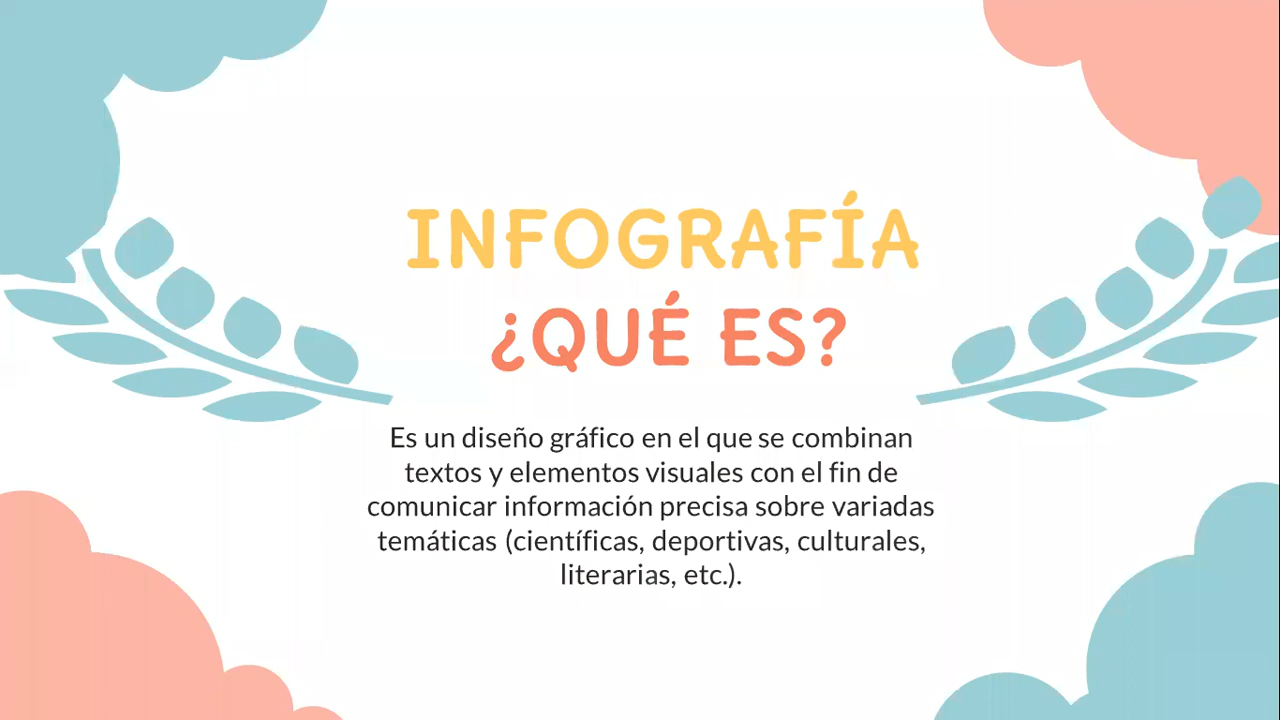 INFOGRAFÍA
¿QUÉ ES?
Es un diseño gráfico en el que se combinan
textos y elementos visuales con el fin de
comunicar información precisa sobre variadas
temáticas (científicas, deportivas, culturales,
literarias, etc.).